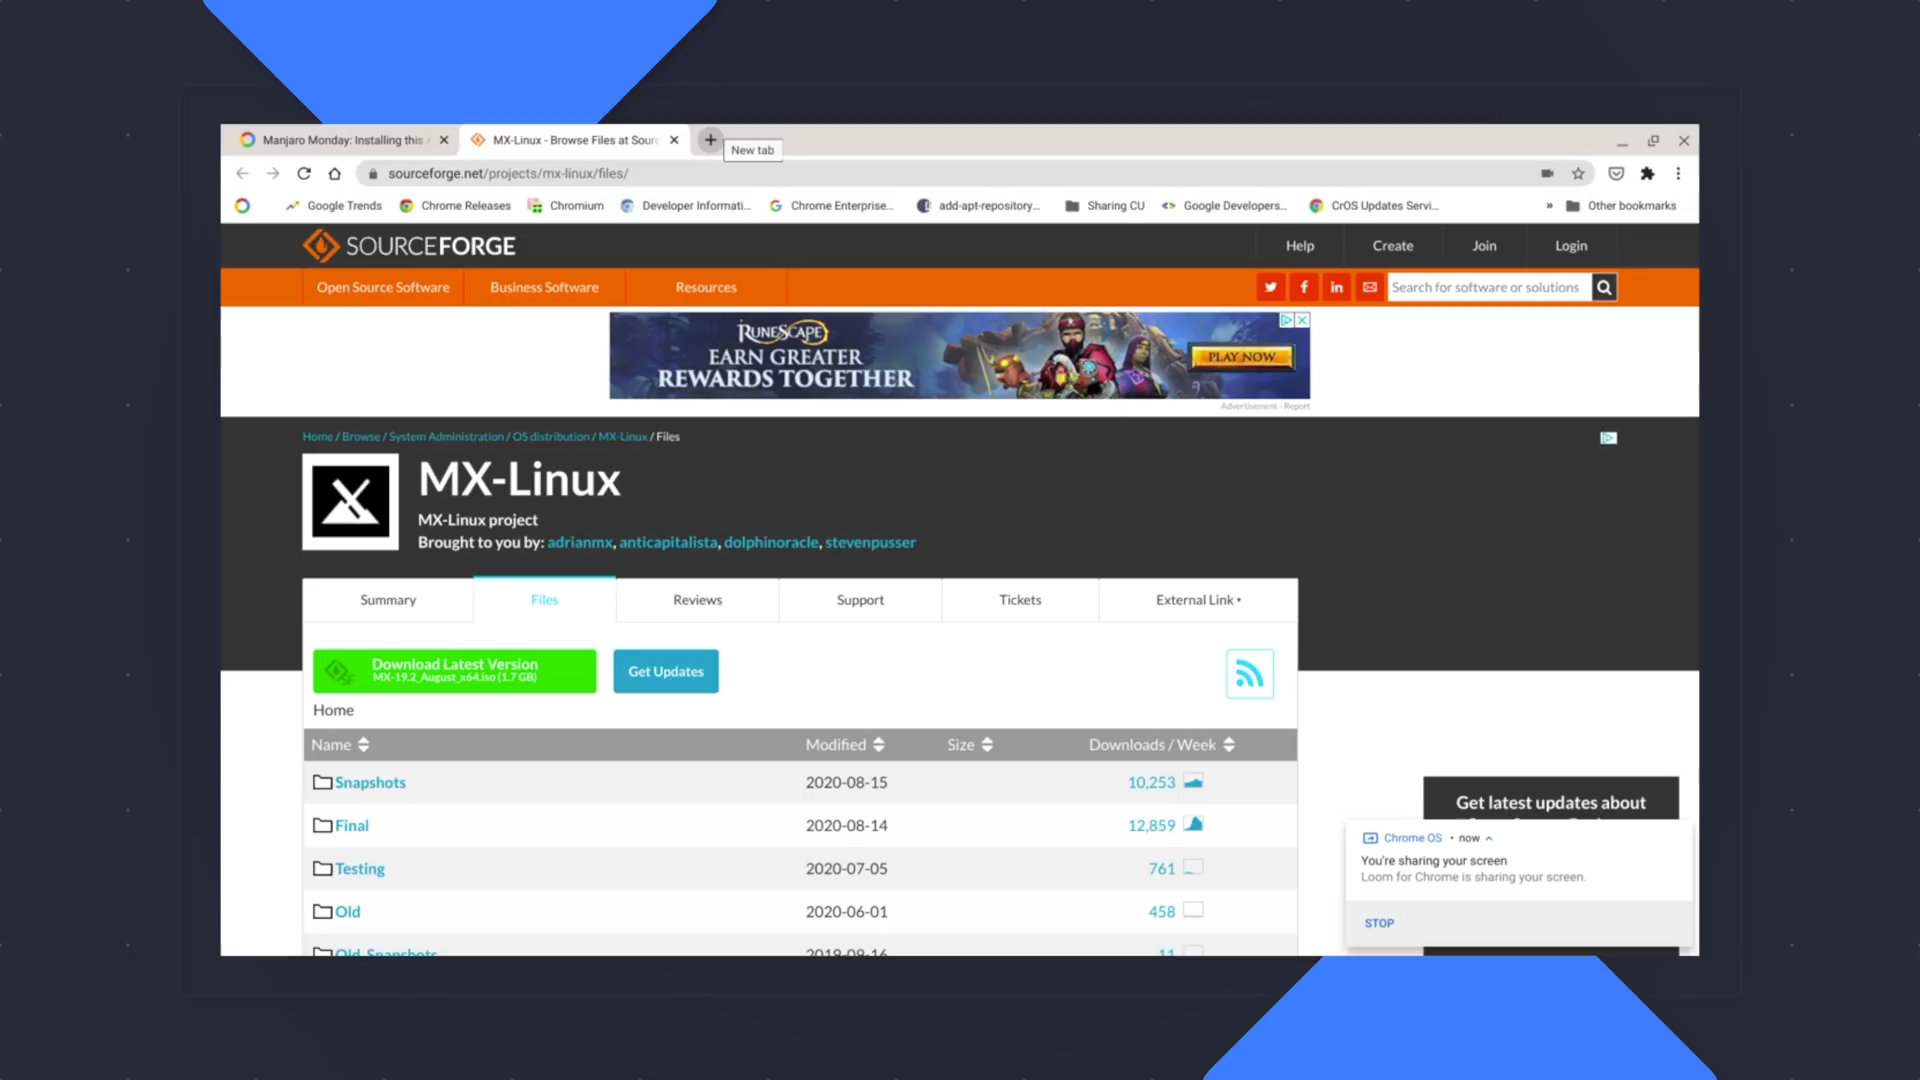 Manjaro Monday: Installing this
MX-Linux - Browse Files at Sour
New tab
sourceforge.net/projects/mx-linux/files/
Google Trends
Chrome Releases
Chromium
Developer Informati...
Chrome Enterprise...
add-apt-repository...
Sharing CU
Google Developers...
CrOS Updates Servi...
»
Other bookmarks
SOURCEFORGE
Help
Create
Join
Login
Open Source Software
Business Software
Resources
Search for software or solutions
RUNESCAPE
EARN GREATER
REWARDS TOGETHER
PLAY NOW
Advertisement - Report
Home / Browse / System Administration / OS distribution / MX-Linux / Files
MX-Linux
MX-Linux project
Brought to you by: adrianmx, anticapitalista, dolphinoracle, stevenpusser
Summary
Files
Reviews
Support
Tickets
External Link
Download Latest Version
MX-19.2_August_x64.iso (1.7 GB)
Get Updates
Home
Name Modified Size Downloads / Week
Snapshots 2020-08-15 10,253
Final 2020-08-14 12,859
Testing 2020-07-05 761
Old 2020-06-01 458
Old_Snapshots 2019-09-16 11
Get latest updates about
Chrome OS • now
You're sharing your screen
Loom for Chrome is sharing your screen.
STOP